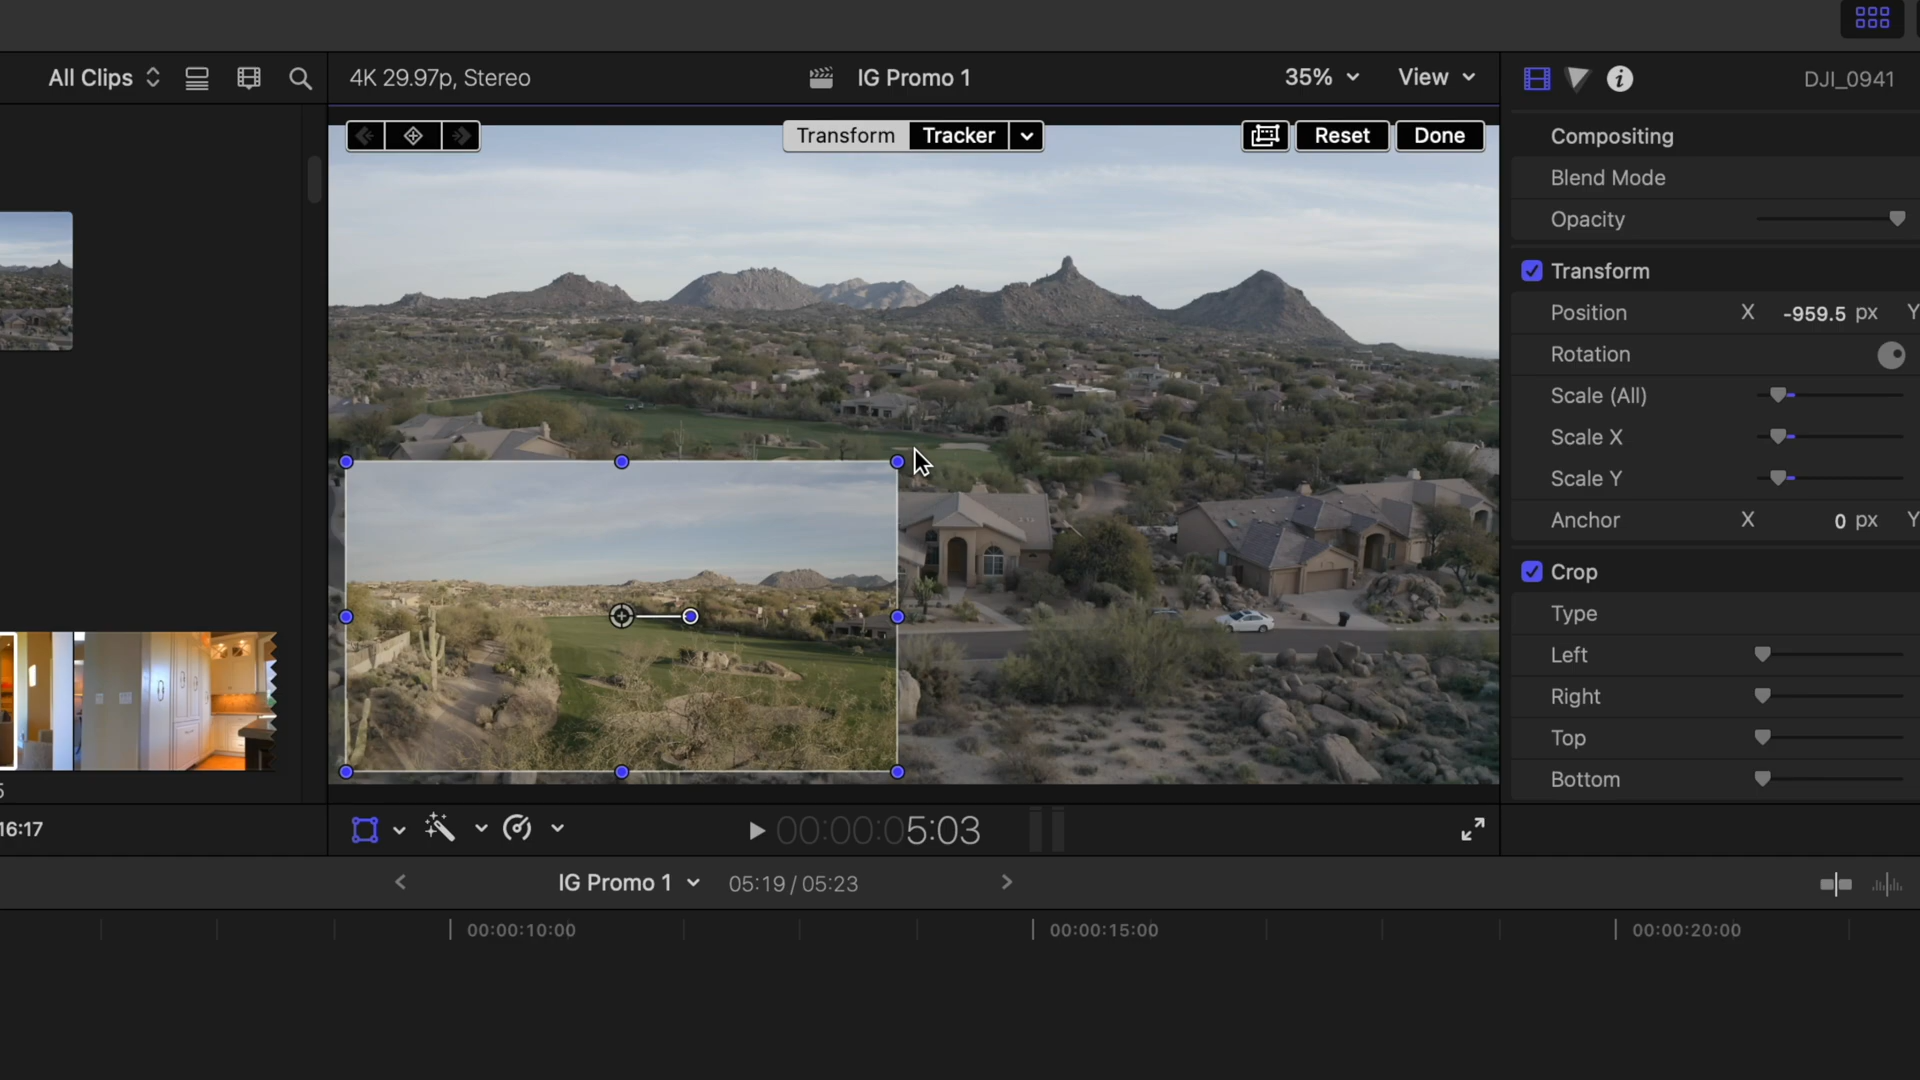 All Clips
4K 29.97p, Stereo
IG Promo 1
35%
View
DJI_0941
Transform
Tracker
Reset
Done
Compositing
Blend Mode
Opacity
Transform
Position X -959.5 px Y
Rotation
Scale (All)
Scale X
Scale Y
Anchor X 0 px Y
Crop
Type
Left
Right
Top
Bottom
5
16:17
00:00:05:03
IG Promo 1
05:19 / 05:23
00:00:10:00
00:00:15:00
00:00:20:00